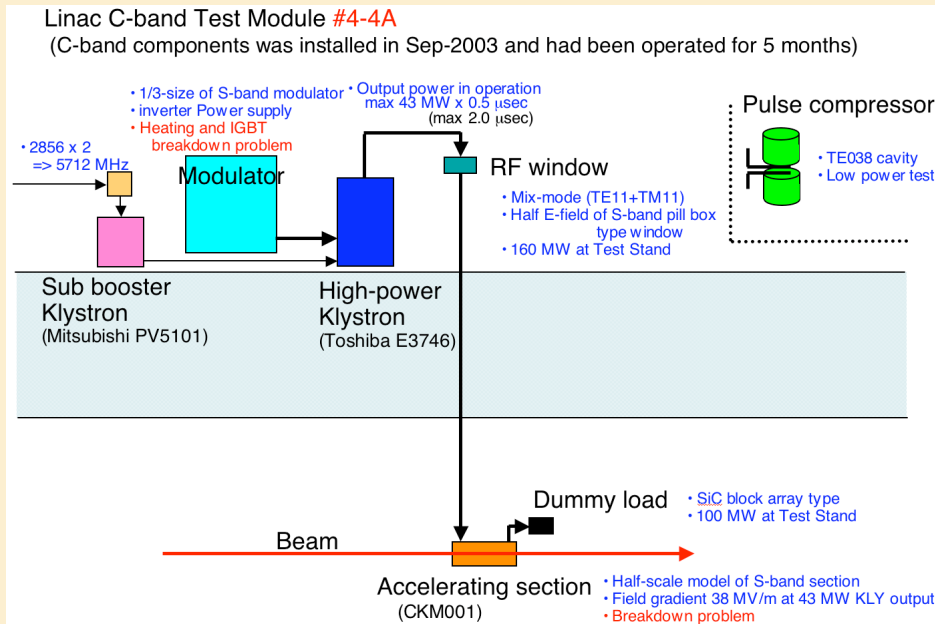 Linac C-band Test Module #4-4A
(C-band components was installed in Sep-2003 and had been operated for 5 months)
• 2856 x 2
=> 5712 MHz
• 1/3-size of S-band modulator
• inverter Power supply
• Heating and IGBT
breakdown problem
Modulator
• Output power in operation
max 43 MW x 0.5 μsec
(max 2.0 μsec)
RF window
• Mix-mode (TE11+TM11)
• Half E-field of S-band pill box
type window
• 160 MW at Test Stand
Pulse compressor
• TE038 cavity
• Low power test
Sub booster
Klystron
(Mitsubishi PV5101)
High-power
Klystron
(Toshiba E3746)
Dummy load
• SiC block array type
• 100 MW at Test Stand
Beam
Accelerating section
(CKM001)
• Half-scale model of S-band section
• Field gradient 38 MV/m at 43 MW KLY output
• Breakdown problem